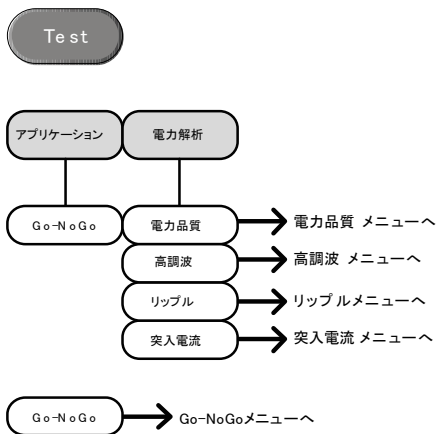 Test
アプリケーション 電力解析
Go-NoGo 電力品質 電力品質 メニューへ
高調波 高調波 メニューへ
リップル リップルメニューへ
突入電流 突入電流 メニューへ
Go-NoGo Go-NoGoメニューへ